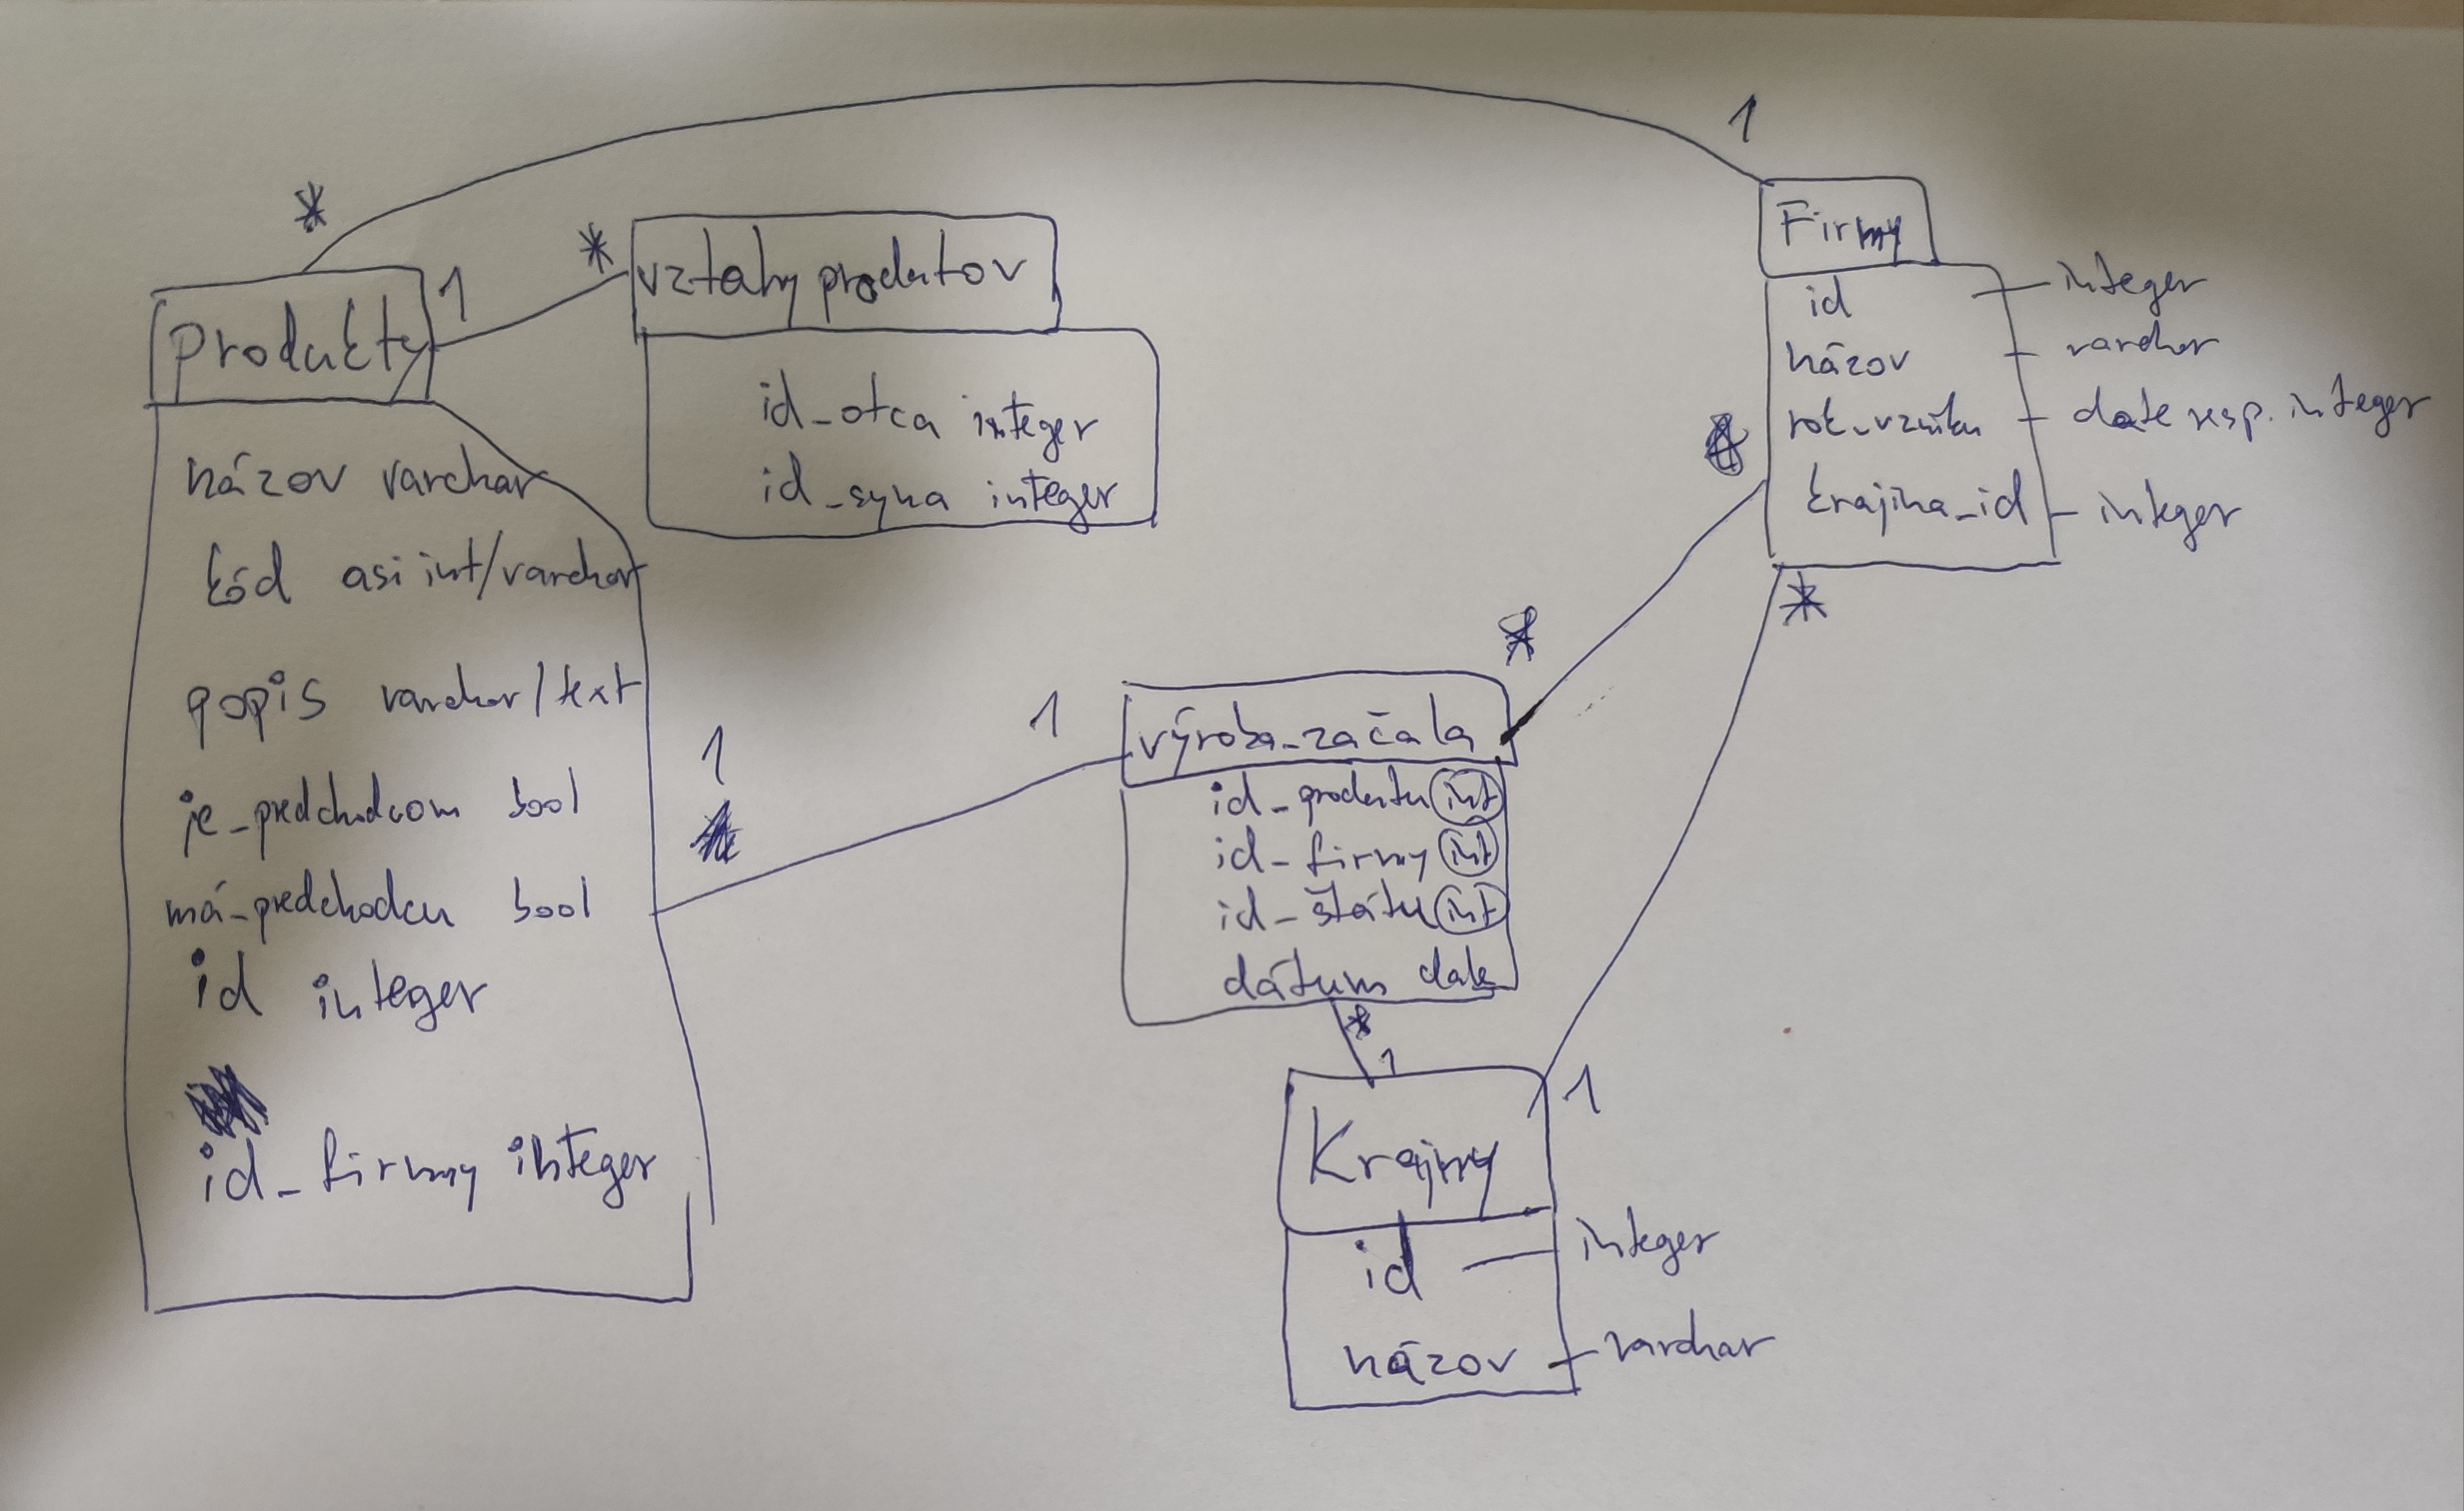 1
Firmy
id integer
názov varchar
rok_vzniku date resp. integer
krajina_id integer
*
*
Produkty
1
*
vztahy produktov
id_otca integer
id_syna integer
názov varchar
kód asi int/varchar
popis varchar/text
je_predchodcom bool
má_predchodcu bool
id integer
id_firmy integer
1
1
*
výroba_začala
id_produktu int
id_firmy int
id_štátu int
dátum date
*
1
1
Krajiny
id integer
názov varchar